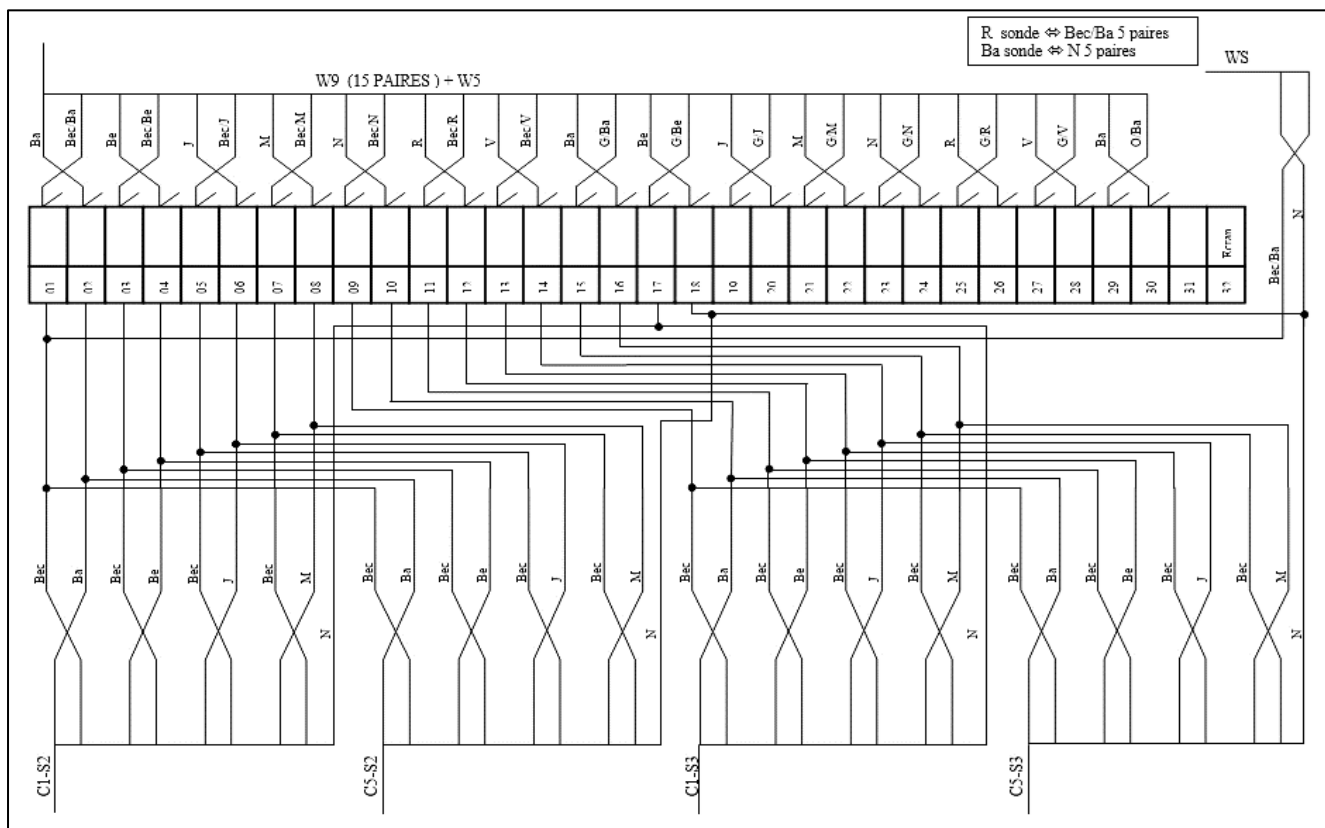 R sonde ⇔ Bec/Ba 5 paires
Ba sonde ⇔ N 5 paires
WS
W9 (15 PAIRES ) + W5
Ba Bec/Ba Be Bec/Be J Bec/J M Bec/M N Bec/N R Bec/R V Bec/V Ba G/Ba Be G/Be J G/J M G/M N G/N R G/R V G/V Ba O/Ba
Bec/Ba N
Ecran
01 02 03 04 05 06 07 08 09 10 11 12 13 14 15 16 17 18 19 20 21 22 23 24 25 26 27 28 29 30 31 32
Bec Ba Bec Be Bec J Bec M N Bec Ba Bec Be Bec J Bec M N Bec Ba Bec Be Bec J Bec M N Bec Ba Bec Be Bec J Bec M N
C1-S2 C5-S2 C1-S3 C5-S3